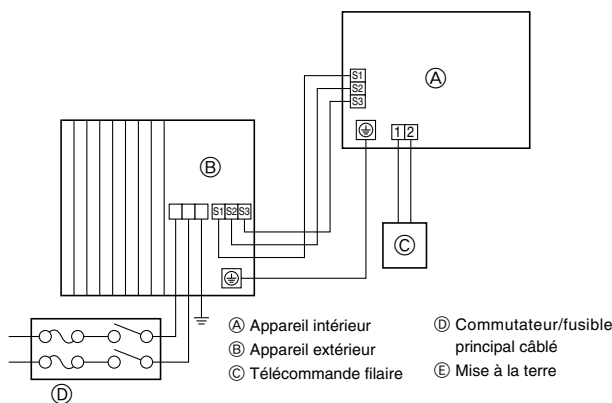 S1
S2
S3
Ⓐ
1 2
Ⓑ
S1 S2 S3
Ⓒ
Ⓓ
Ⓐ Appareil intérieur
Ⓑ Appareil extérieur
Ⓒ Télécommande filaire
Ⓓ Commutateur/fusible
principal câblé
Ⓔ Mise à la terre